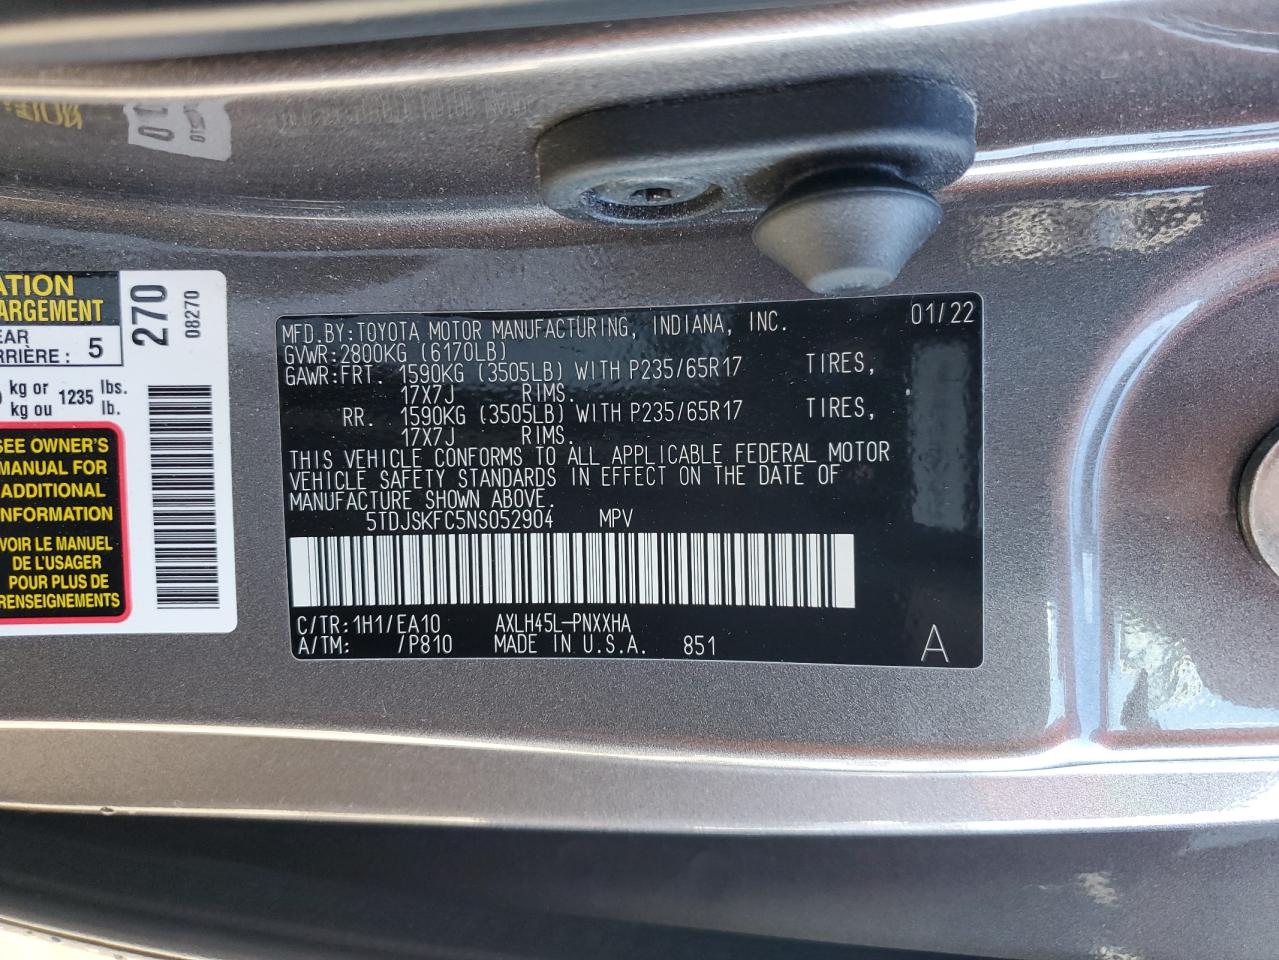 ATION
ARGEMENT
EAR
RRIÈRE : 5
270
08270
kg or 1235 lbs.
kg ou lb.
SEE OWNER'S
MANUAL FOR
ADDITIONAL
INFORMATION
VOIR LE MANUEL
DE L'USAGER
POUR PLUS DE
RENSEIGNEMENTS
MFD.BY:TOYOTA MOTOR MANUFACTURING, INDIANA, INC. 01/22
GVWR:2800KG (6170LB)
GAWR:FRT. 1590KG (3505LB) WITH P235/65R17 TIRES,
17X7J RIMS.
RR. 1590KG (3505LB) WITH P235/65R17 TIRES,
17X7J RIMS.
THIS VEHICLE CONFORMS TO ALL APPLICABLE FEDERAL MOTOR
VEHICLE SAFETY STANDARDS IN EFFECT ON THE DATE OF
MANUFACTURE SHOWN ABOVE.
5TDJSKFC5NS052904 MPV
C/TR: 1H1/EA10 AXLH45L-PNXXHA
A/TM: /P810 MADE IN U.S.A. 851 A